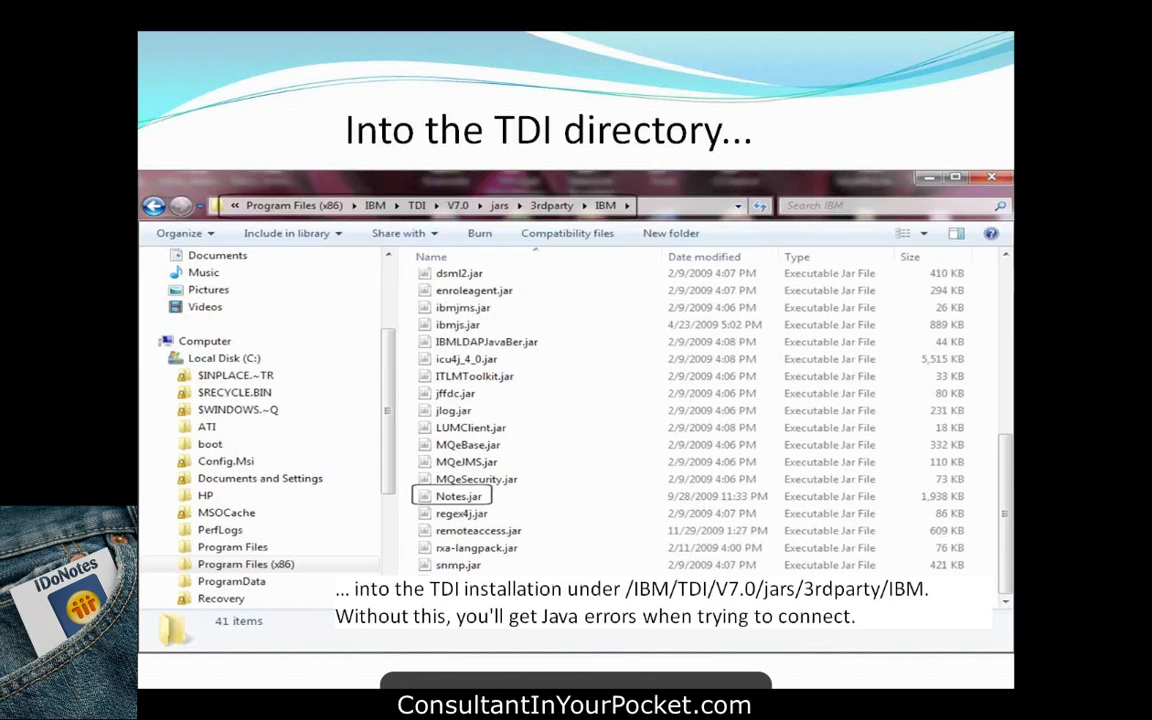 Into the TDI directory...
« Program Files (x86) ▸ IBM ▸ TDI ▸ V7.0 ▸ jars ▸ 3rdparty ▸ IBM ▸ Search IBM
Organize Include in library Share with Burn Compatibility files New folder
Documents
Music
Pictures
Videos
Computer
Local Disk (C:)
$INPLACE.~TR
$RECYCLE.BIN
$WINDOWS.~Q
ATI
boot
Config.Msi
Documents and Settings
HP
MSOCache
PerfLogs
Program Files
Program Files (x86)
ProgramData
Recovery
Name Date modified Type Size
dsml2.jar 2/9/2009 4:07 PM Executable Jar File 410 KB
enroleagent.jar 2/9/2009 4:07 PM Executable Jar File 294 KB
ibmjms.jar 2/9/2009 4:07 PM Executable Jar File 26 KB
ibmjs.jar 4/23/2009 5:02 PM Executable Jar File 889 KB
IBMLDAPJavaBer.jar 2/9/2009 4:08 PM Executable Jar File 44 KB
icu4j_4_0.jar 2/9/2009 4:08 PM Executable Jar File 5,515 KB
ITLMToolkit.jar 2/9/2009 4:07 PM Executable Jar File 33 KB
jffdc.jar 2/9/2009 4:07 PM Executable Jar File 80 KB
jlog.jar 2/9/2009 4:06 PM Executable Jar File 231 KB
LUMClient.jar 2/9/2009 4:08 PM Executable Jar File 18 KB
MQeBase.jar 2/9/2009 4:06 PM Executable Jar File 332 KB
MQeJMS.jar 2/9/2009 4:06 PM Executable Jar File 110 KB
MQeSecurity.jar 2/9/2009 4:06 PM Executable Jar File 73 KB
Notes.jar 9/28/2009 11:33 PM Executable Jar File 1,938 KB
regex4j.jar 2/9/2009 4:07 PM Executable Jar File 86 KB
remoteaccess.jar 11/29/2009 1:27 PM Executable Jar File 609 KB
rxa-langpack.jar 2/11/2009 4:00 PM Executable Jar File 76 KB
snmp.jar 2/9/2009 4:06 PM Executable Jar File 421 KB
... into the TDI installation under /IBM/TDI/V7.0/jars/3rdparty/IBM.
Without this, you'll get Java errors when trying to connect.
41 items
IDoNotes
ConsultantInYourPocket.com